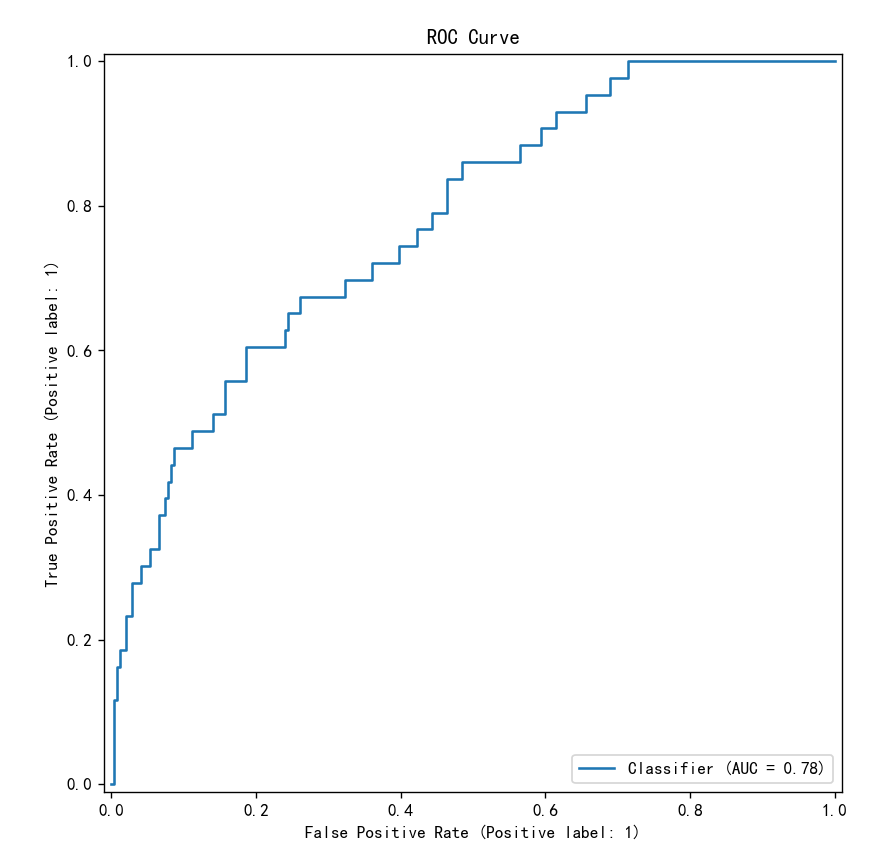 ROC Curve
1.0
0.8
0.6
0.4
0.2
0.0
True Positive Rate (Positive label: 1)
Classifier (AUC = 0.78)
0.0 0.2 0.4 0.6 0.8 1.0
False Positive Rate (Positive label: 1)